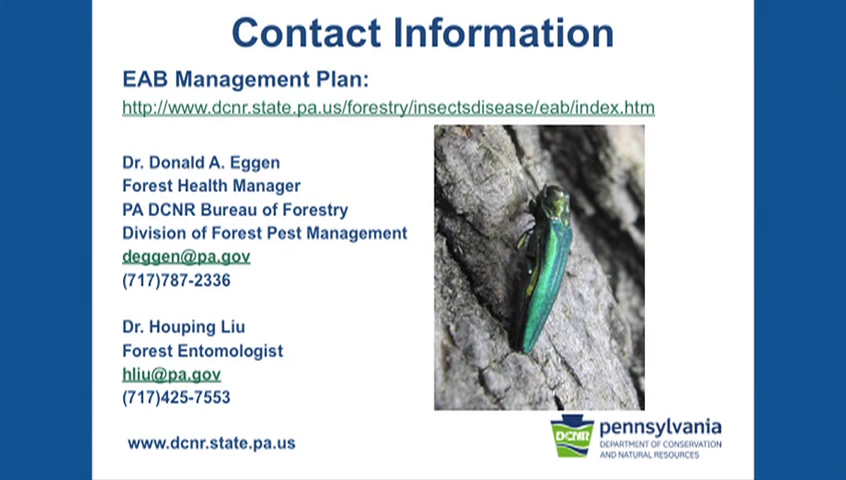 Contact Information
EAB Management Plan:
http://www.dcnr.state.pa.us/forestry/insectsdisease/eab/index.htm
Dr. Donald A. Eggen
Forest Health Manager
PA DCNR Bureau of Forestry
Division of Forest Pest Management
deggen@pa.gov
(717)787-2336
Dr. Houping Liu
Forest Entomologist
hliu@pa.gov
(717)425-7553
www.dcnr.state.pa.us
DCNR
pennsylvania
DEPARTMENT OF CONSERVATION
AND NATURAL RESOURCES